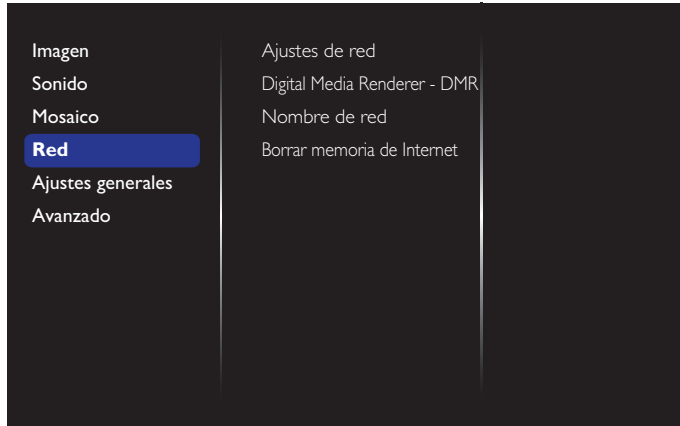 Imagen
Sonido
Mosaico
Red
Ajustes generales
Avanzado
Ajustes de red
Digital Media Renderer - DMR
Nombre de red
Borrar memoria de Internet